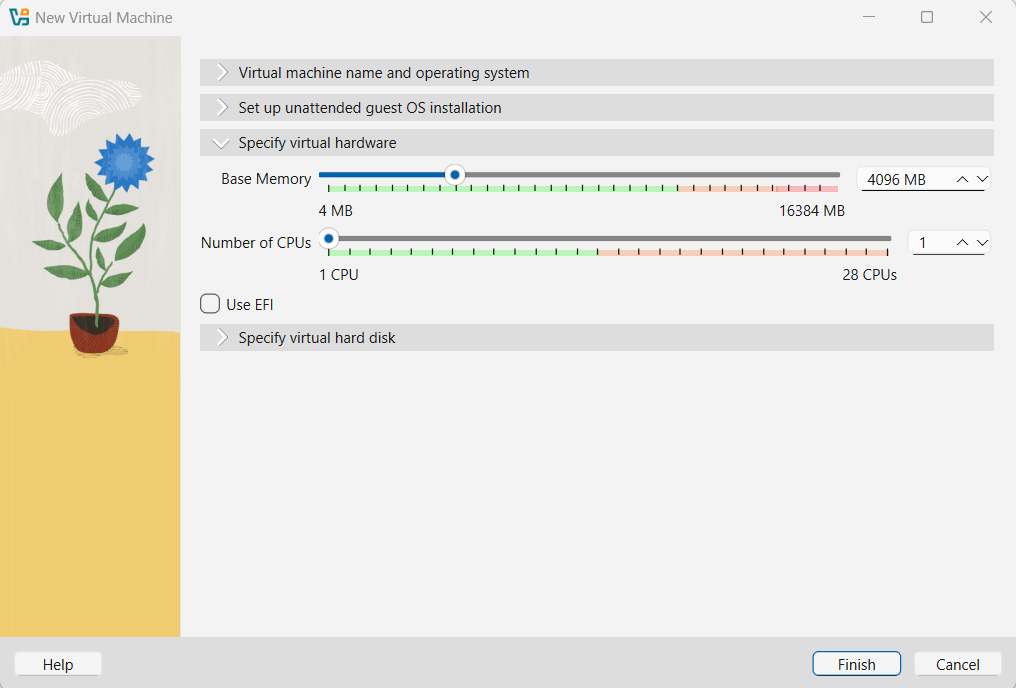 New Virtual Machine
Virtual machine name and operating system
Set up unattended guest OS installation
Specify virtual hardware
Base Memory 4096 MB
4 MB 16384 MB
Number of CPUs 1
1 CPU 28 CPUs
Use EFI
Specify virtual hard disk
Help Finish Cancel